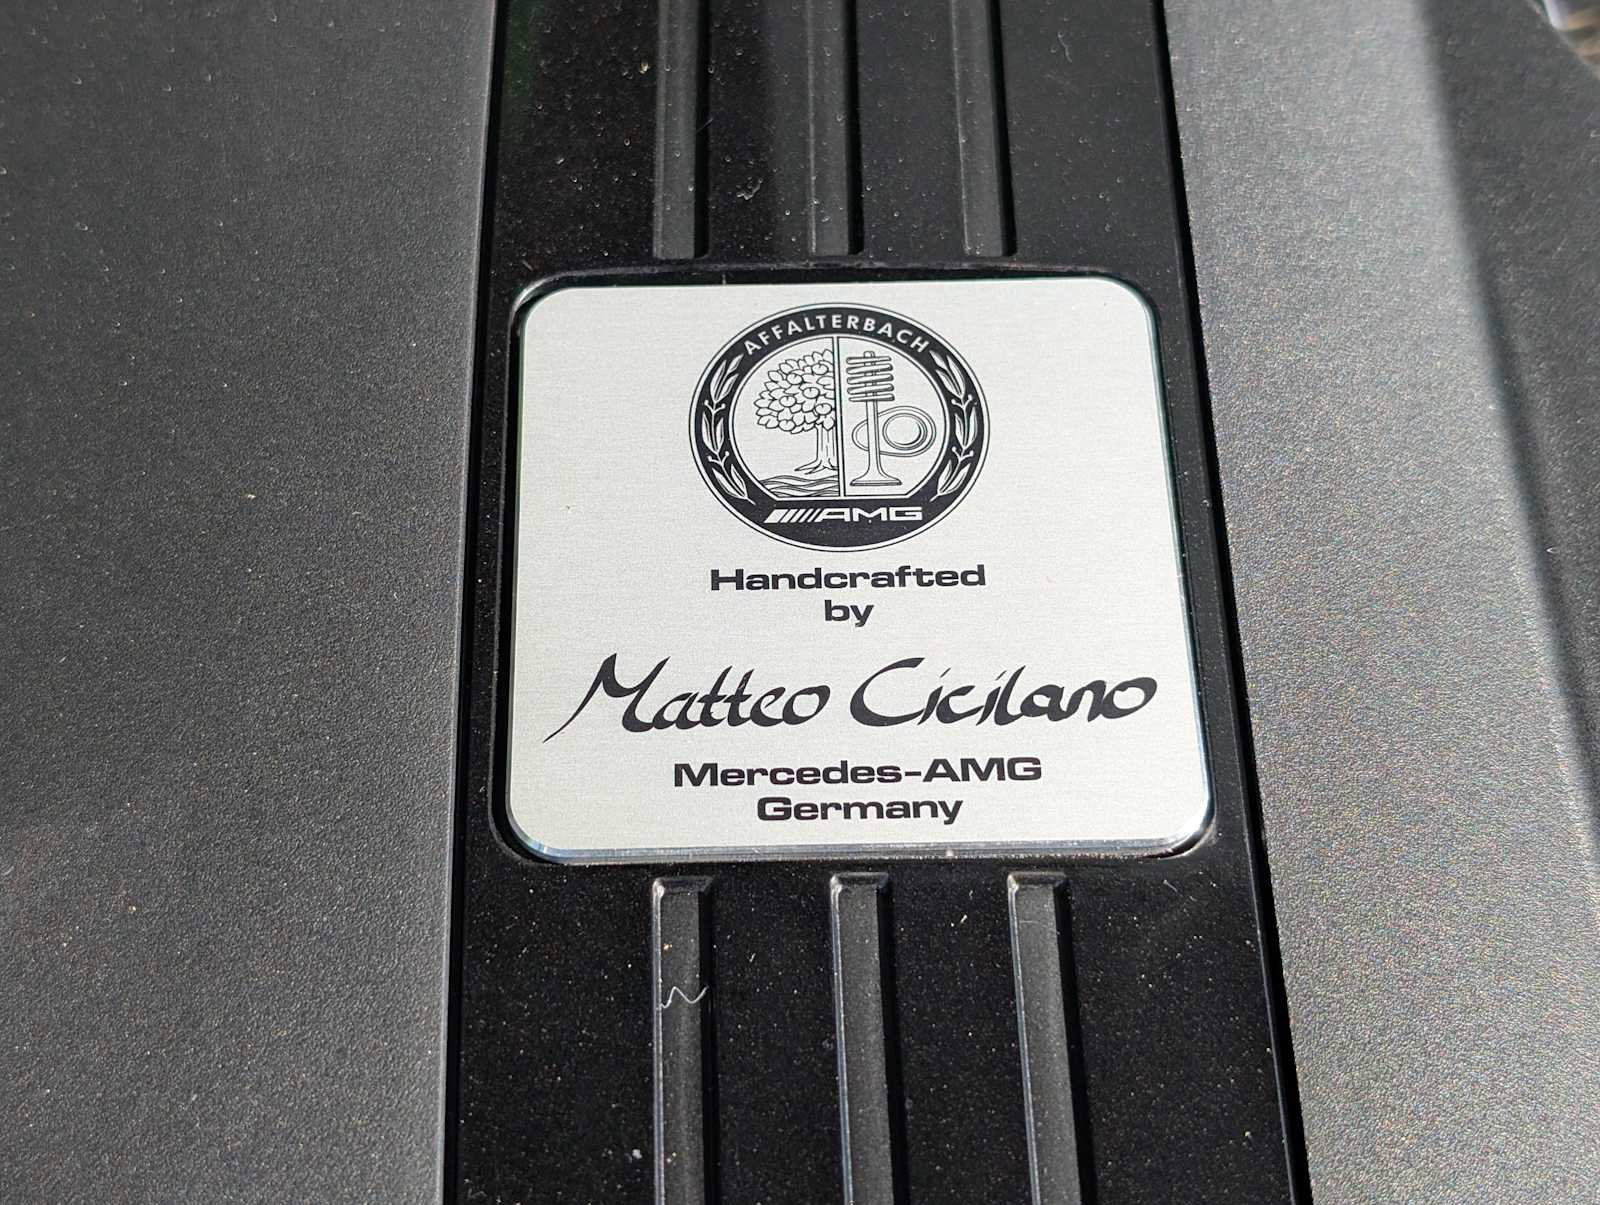 AFFALTERBACH
AMG
Handcrafted
by
Matteo Cicilano
Mercedes-AMG
Germany